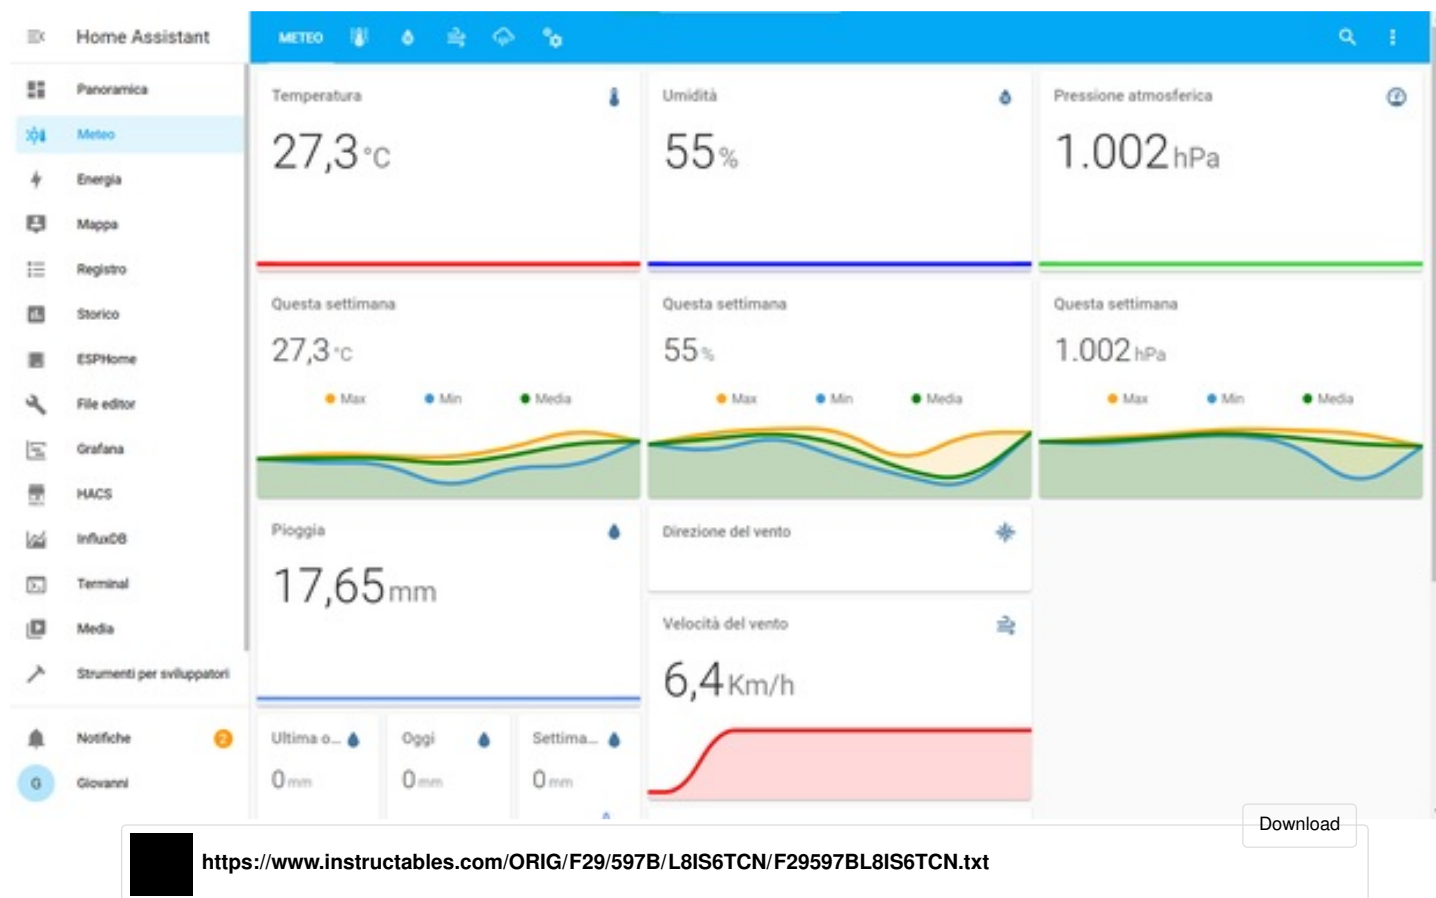 Home Assistant
METEO
Panoramica
Meteo
Energia
Mappa
Registro
Storico
ESPHome
File editor
Grafana
HACS
InfluxDB
Terminal
Media
Strumenti per sviluppatori
Notifiche 2
G Giovanni
Temperatura
27,3 °C
Umidità
55 %
Pressione atmosferica
1.002 hPa
Questa settimana
27,3 °C
Max Min Media
Questa settimana
55 %
Max Min Media
Questa settimana
1.002 hPa
Max Min Media
Pioggia
17,65 mm
Direzione del vento
Velocità del vento
6,4 Km/h
Ultima o...
0 mm
Oggi
0 mm
Settima...
0 mm
Download
https://www.instructables.com/ORIG/F29/597B/L8IS6TCN/F29597BL8IS6TCN.txt